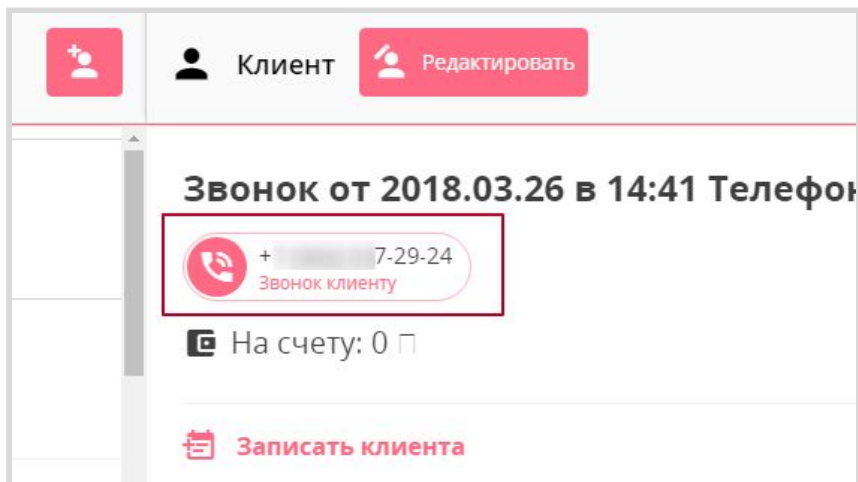 Клиент
Редактировать
Звонок от 2018.03.26 в 14:41
+ 7-29-24
Звонок клиенту
На счету: 0
Записать клиента